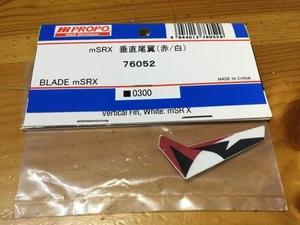 PROPO
mSRX 垂直尾翼(赤/白)
76052
BLADE mSRX
MADE IN CHINA
■0300
Vertical Fin, White: mSR X